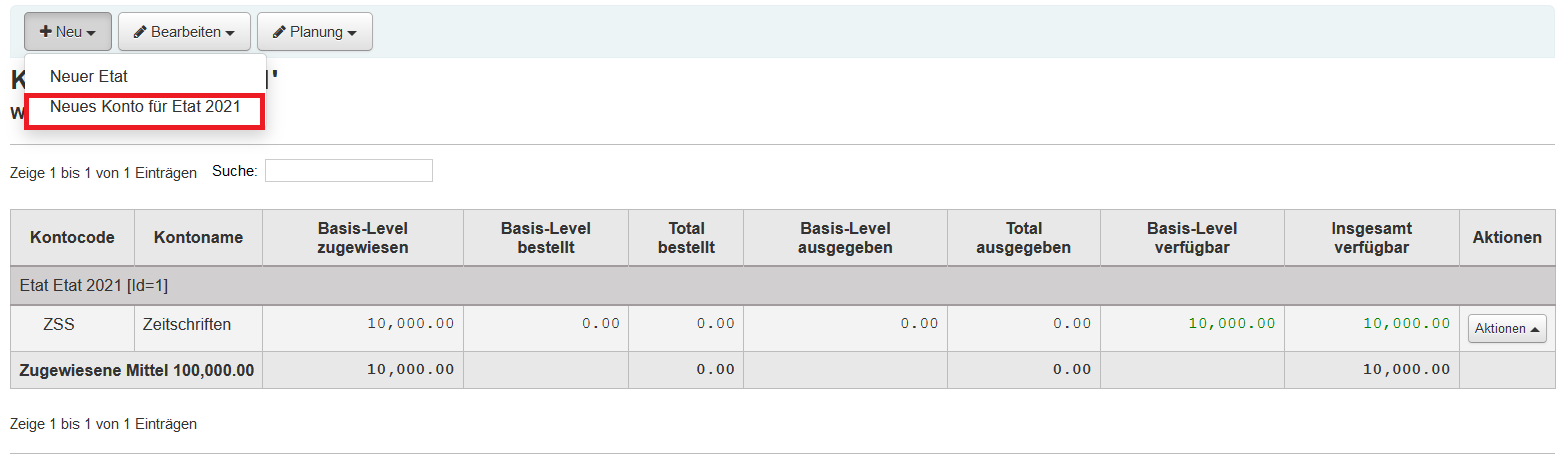 Neu
Bearbeiten
Planung
Neuer Etat
Neues Konto für Etat 2021
Zeige 1 bis 1 von 1 Einträgen Suche:
Kontocode Kontoname Basis-Level zugewiesen Basis-Level bestellt Total bestellt Basis-Level ausgegeben Total ausgegeben Basis-Level verfügbar Insgesamt verfügbar Aktionen
Etat Etat 2021 [Id=1]
ZSS Zeitschriften 10,000.00 0.00 0.00 0.00 0.00 10,000.00 10,000.00 Aktionen
Zugewiesene Mittel 100,000.00 10,000.00 0.00 0.00 10,000.00
Zeige 1 bis 1 von 1 Einträgen